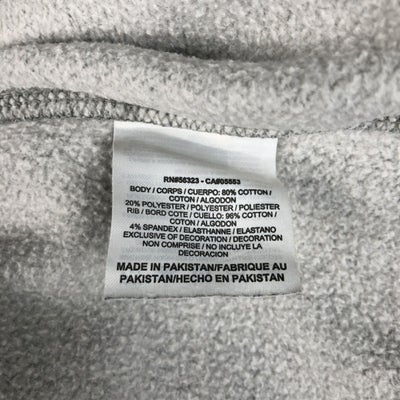 RN#56323 - CA#05553
BODY / CORPS / CUERPO: 80% COTTON /
COTON / ALGODON
20% POLYESTER / POLYESTER / POLIESTER
RIB / BORD COTE / CUELLO: 96% COTTON /
COTON / ALGODON
4% SPANDEX / ELASTHANNE / ELASTANO
EXCLUSIVE OF DECORATION / DECORATION
NON COMPRISE / NO INCLUYE LA
DECORACION
MADE IN PAKISTAN/FABRIQUE AU
PAKISTAN/HECHO EN PAKISTAN